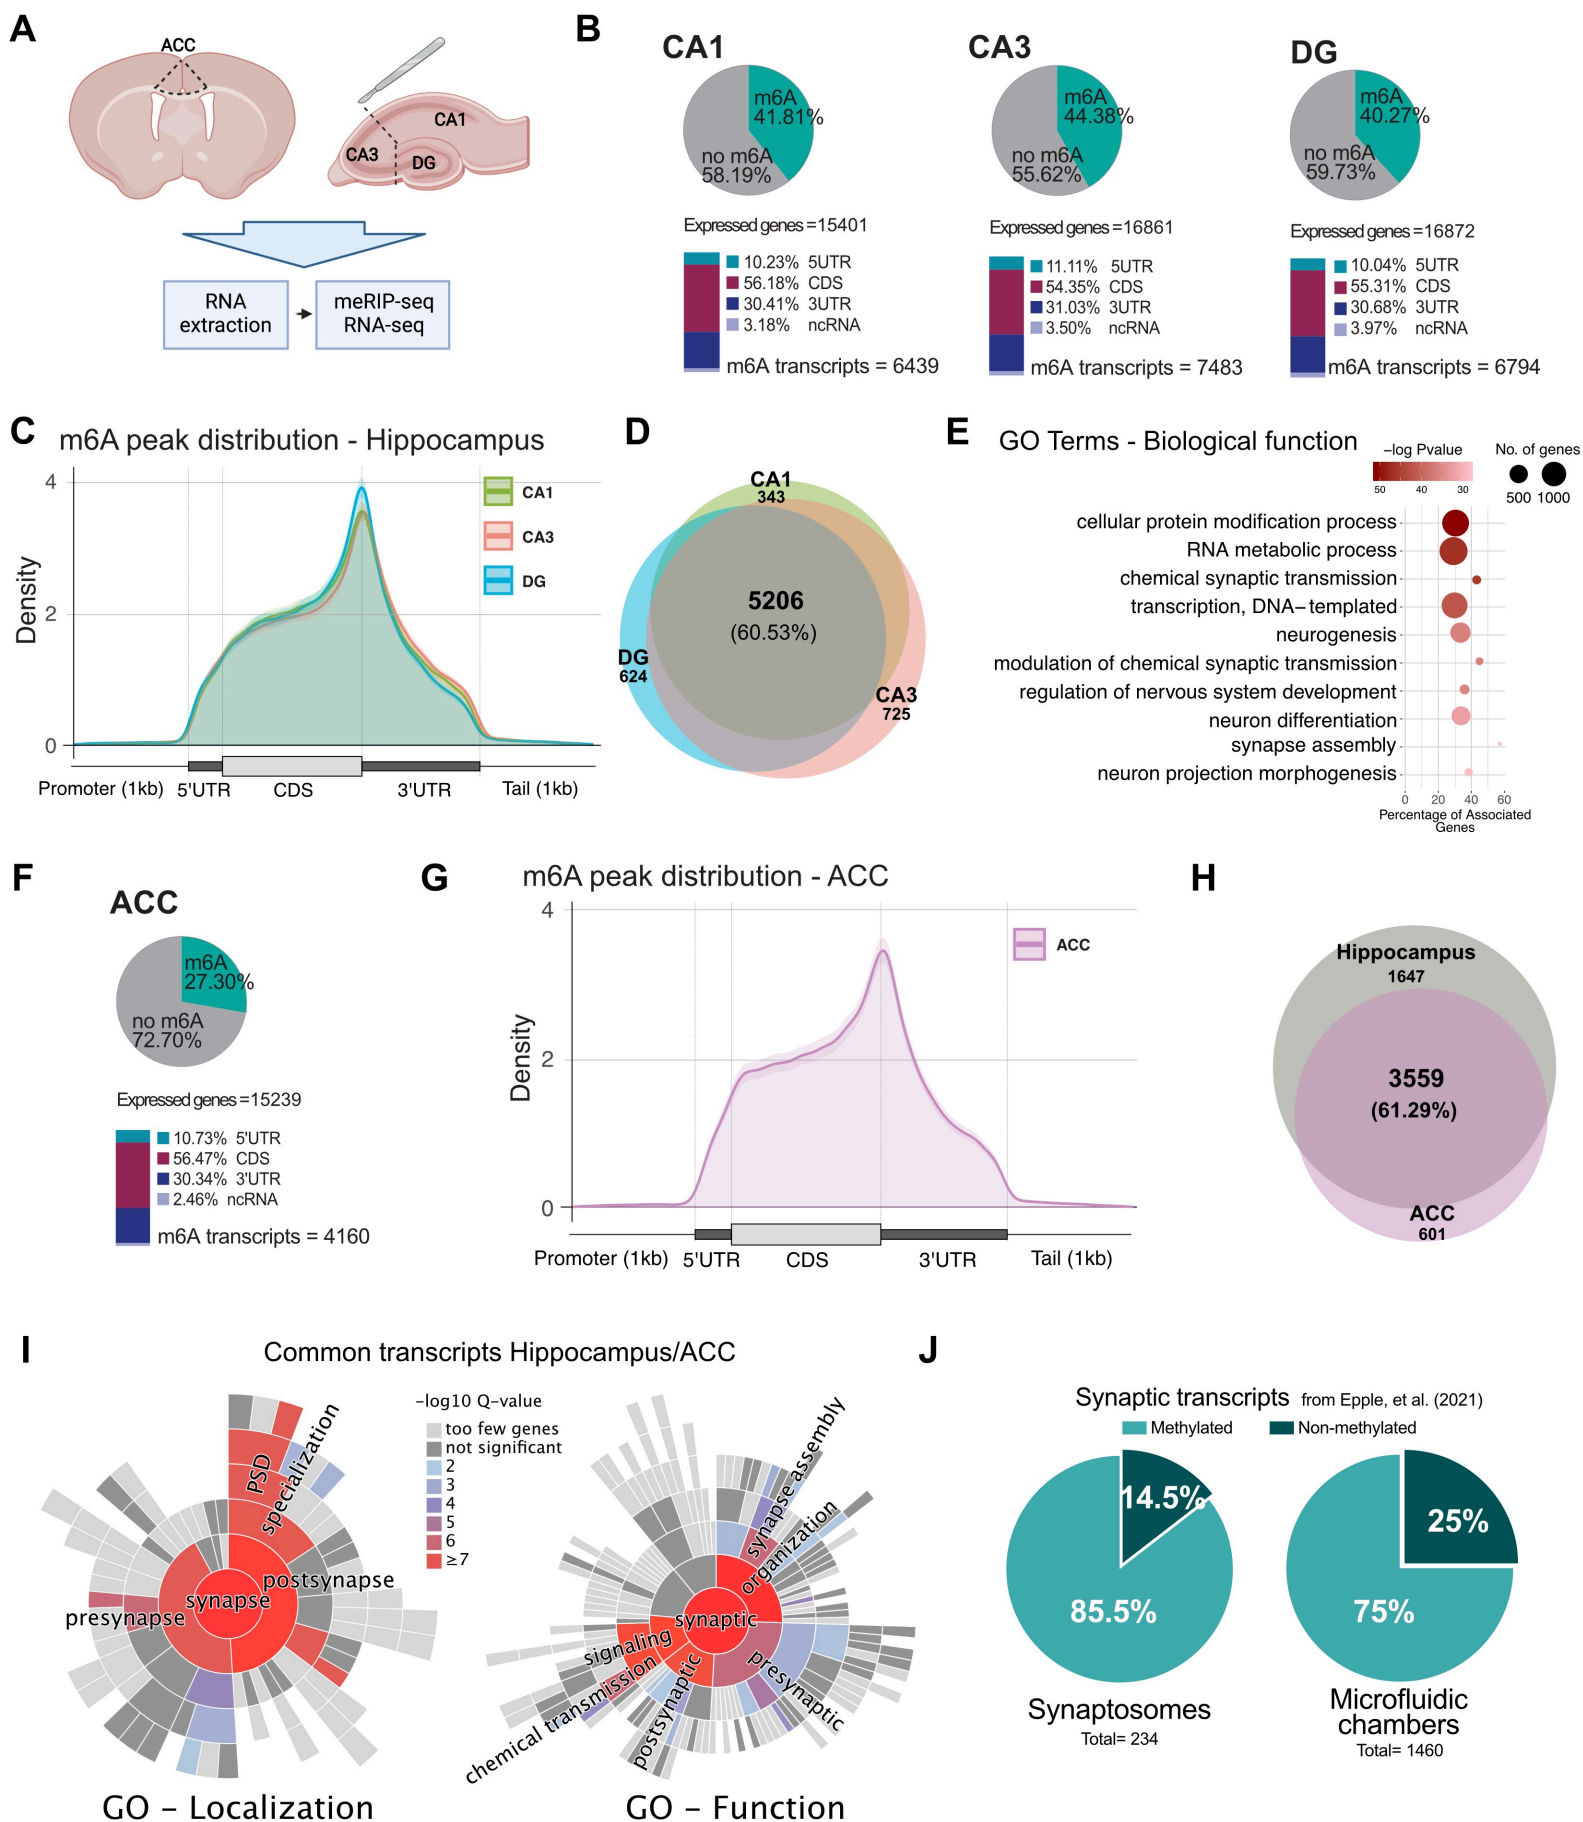 A
ACC
CA1
CA3
DG
RNA
extraction
meRIP-seq
RNA-seq
B
CA1
m6A
41.81%
no m6A
58.19%
Expressed genes =15401
10.23% 5UTR
56.18% CDS
30.41% 3UTR
3.18% ncRNA
m6A transcripts = 6439
CA3
m6A
44.38%
no m6A
55.62%
Expressed genes =16861
11.11% 5UTR
54.35% CDS
31.03% 3UTR
3.50% ncRNA
m6A transcripts = 7483
DG
m6A
40.27%
no m6A
59.73%
Expressed genes =16872
10.04% 5UTR
55.31% CDS
30.68% 3UTR
3.97% ncRNA
m6A transcripts = 6794
C
m6A peak distribution - Hippocampus
4
2
0
Density
CA1
CA3
DG
Promoter (1kb) 5'UTR CDS 3'UTR Tail (1kb)
D
CA1
343
5206
(60.53%)
DG
624
CA3
725
E
GO Terms - Biological function
−log Pvalue
50 40 30
No. of genes
500 1000
cellular protein modification process
RNA metabolic process
chemical synaptic transmission
transcription, DNA−templated
neurogenesis
modulation of chemical synaptic transmission
regulation of nervous system development
neuron differentiation
synapse assembly
neuron projection morphogenesis
0 20 40 60
Percentage of Associated
Genes
F
ACC
m6A
27.30%
no m6A
72.70%
Expressed genes =15239
10.73% 5'UTR
56.47% CDS
30.34% 3'UTR
2.46% ncRNA
m6A transcripts = 4160
G
m6A peak distribution - ACC
4
2
0
Density
ACC
Promoter (1kb) 5'UTR CDS 3'UTR Tail (1kb)
H
Hippocampus
1647
3559
(61.29%)
ACC
601
I
Common transcripts Hippocampus/ACC
−log10 Q-value
too few genes
not significant
2
3
4
5
6
≥7
PSD
specialization
postsynapse
synapse
presynapse
GO − Localization
synapse assembly
organization
synaptic
signaling
chemical transmission
postsynaptic
presynaptic
GO − Function
J
Synaptic transcripts from Epple, et al. (2021)
Methylated
Non-methylated
14.5%
85.5%
Synaptosomes
Total= 234
25%
75%
Microfluidic
chambers
Total= 1460